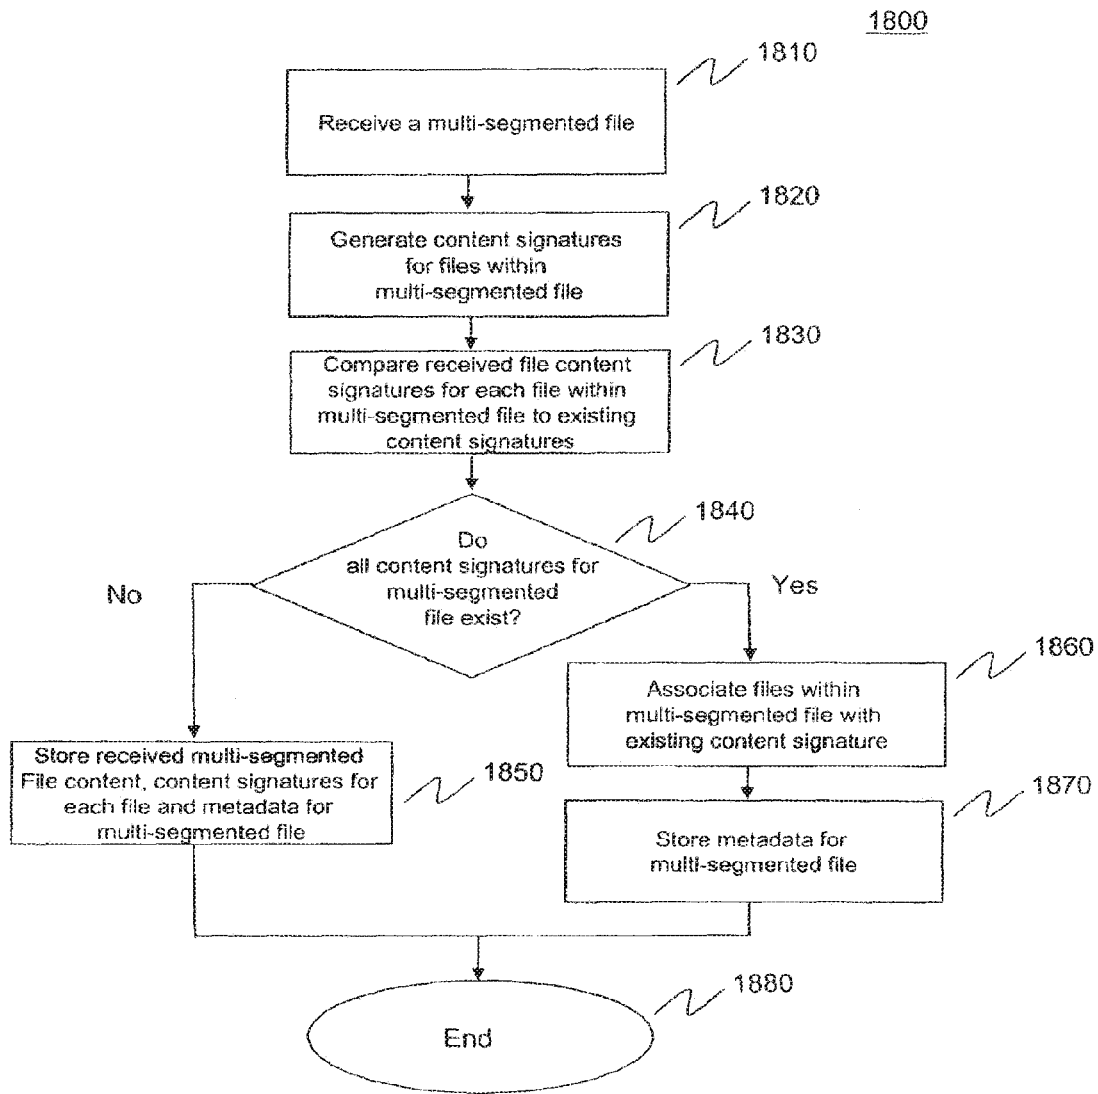 1800
1810
Receive a multi-segmented file
1820
Generate content signatures
for files within
multi-segmented file
1830
Compare received file content
signatures for each file within
multi-segmented file to existing
content signatures
1840
Do
all content signatures for
multi-segmented
file exist?
No
Yes
1860
Associate files within
multi-segmented file with
existing content signature
Store received multi-segmented
File content, content signatures for
each file and metadata for
multi-segmented file
1850
1870
Store metadata for
multi-segmented file
1880
End